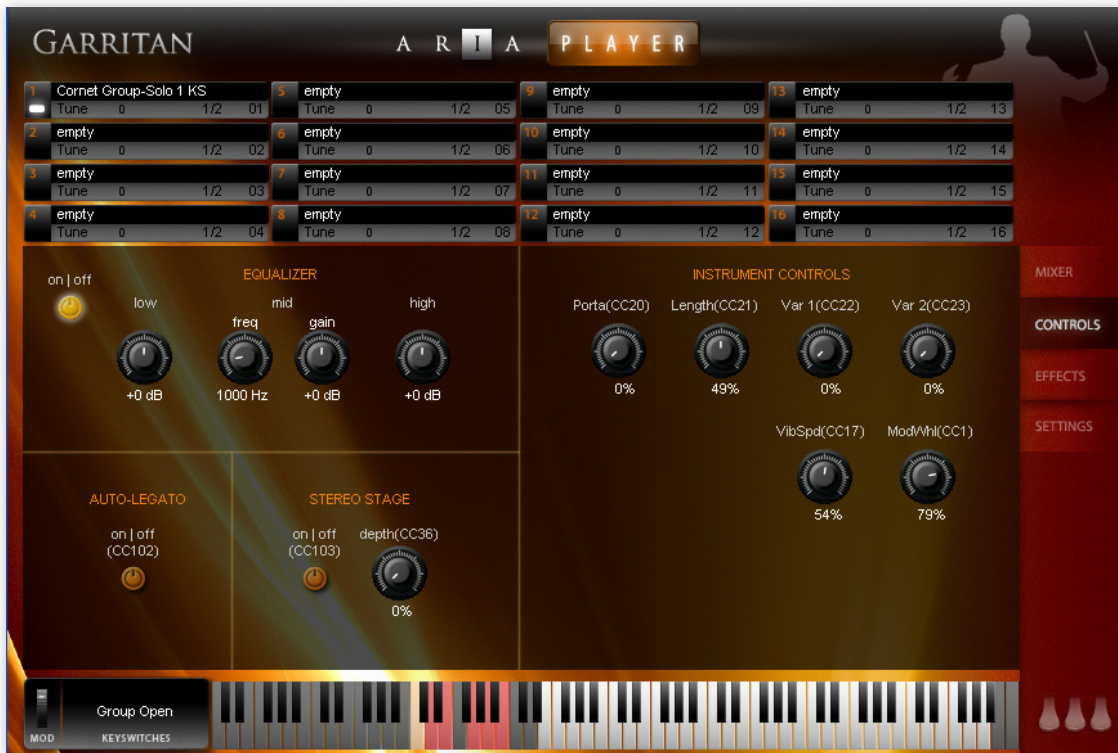 GARRITAN ARIA PLAYER
1 Cornet Group-Solo 1 KS 5 empty 9 empty 13 empty
Tune 0 1/2 01 Tune 0 1/2 05 Tune 0 1/2 09 Tune 0 1/2 13
2 empty 6 empty 10 empty 14 empty
Tune 0 1/2 02 Tune 0 1/2 06 Tune 0 1/2 10 Tune 0 1/2 14
3 empty 7 empty 11 empty 15 empty
Tune 0 1/2 03 Tune 0 1/2 07 Tune 0 1/2 11 Tune 0 1/2 15
4 empty 8 empty 12 empty 16 empty
Tune 0 1/2 04 Tune 0 1/2 08 Tune 0 1/2 12 Tune 0 1/2 16
on | off EQUALIZER
low mid high
freq gain
+0 dB 1000 Hz +0 dB +0 dB
INSTRUMENT CONTROLS
Porta(CC20) Length(CC21) Var 1(CC22) Var 2(CC23)
0% 49% 0% 0%
VibSpd(CC17) ModWhl(CC1)
54% 79%
MIXER
CONTROLS
EFFECTS
SETTINGS
AUTO-LEGATO
on | off
(CC102)
STEREO STAGE
on | off depth(CC36)
(CC103)
0%
Group Open
MOD KEYSWITCHES